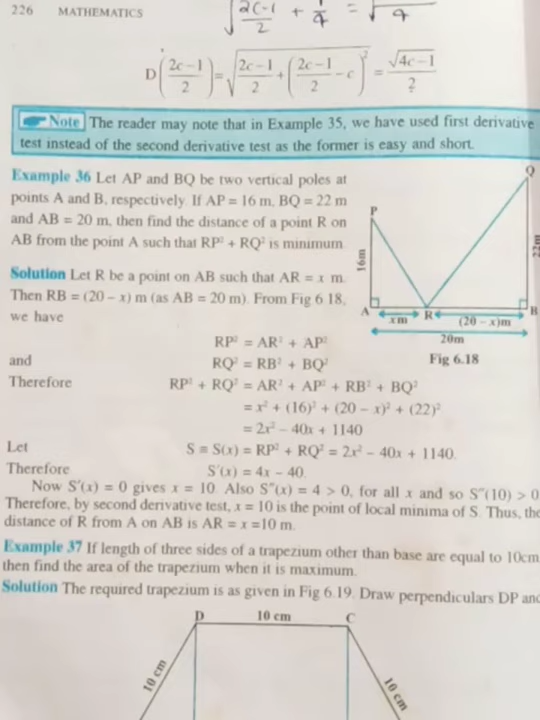 226 MATHEMATICS
√(2c-1)/2 + 1/4 = √ 4
D((2c−1)/2) = √((2c−1)/2 + ((2c−1)/2 − c)²) = √(4c−1)/2
Note The reader may note that in Example 35, we have used first derivative
test instead of the second derivative test as the former is easy and short.
Example 36 Let AP and BQ be two vertical poles at
points A and B, respectively. If AP = 16 m, BQ = 22 m
and AB = 20 m, then find the distance of a point R on
AB from the point A such that RP² + RQ² is minimum.
Solution Let R be a point on AB such that AR = x m.
Then RB = (20 − x) m (as AB = 20 m). From Fig 6.18,
we have
Q
P
16m
22m
A
xm
R
(20 − x)m
B
20m
Fig 6.18
RP² = AR² + AP²
and RQ² = RB² + BQ²
Therefore RP² + RQ² = AR² + AP² + RB² + BQ²
= x² + (16)² + (20 − x)² + (22)²
= 2x² − 40x + 1140
Let S ≡ S(x) = RP² + RQ² = 2x² − 40x + 1140.
Therefore S′(x) = 4x − 40.
Now S′(x) = 0 gives x = 10. Also S″(x) = 4 > 0, for all x and so S″(10) > 0
Therefore, by second derivative test, x = 10 is the point of local minima of S. Thus, the
distance of R from A on AB is AR = x =10 m.
Example 37 If length of three sides of a trapezium other than base are equal to 10cm
then find the area of the trapezium when it is maximum.
Solution The required trapezium is as given in Fig 6.19. Draw perpendiculars DP and
D 10 cm C
10 cm 10 cm